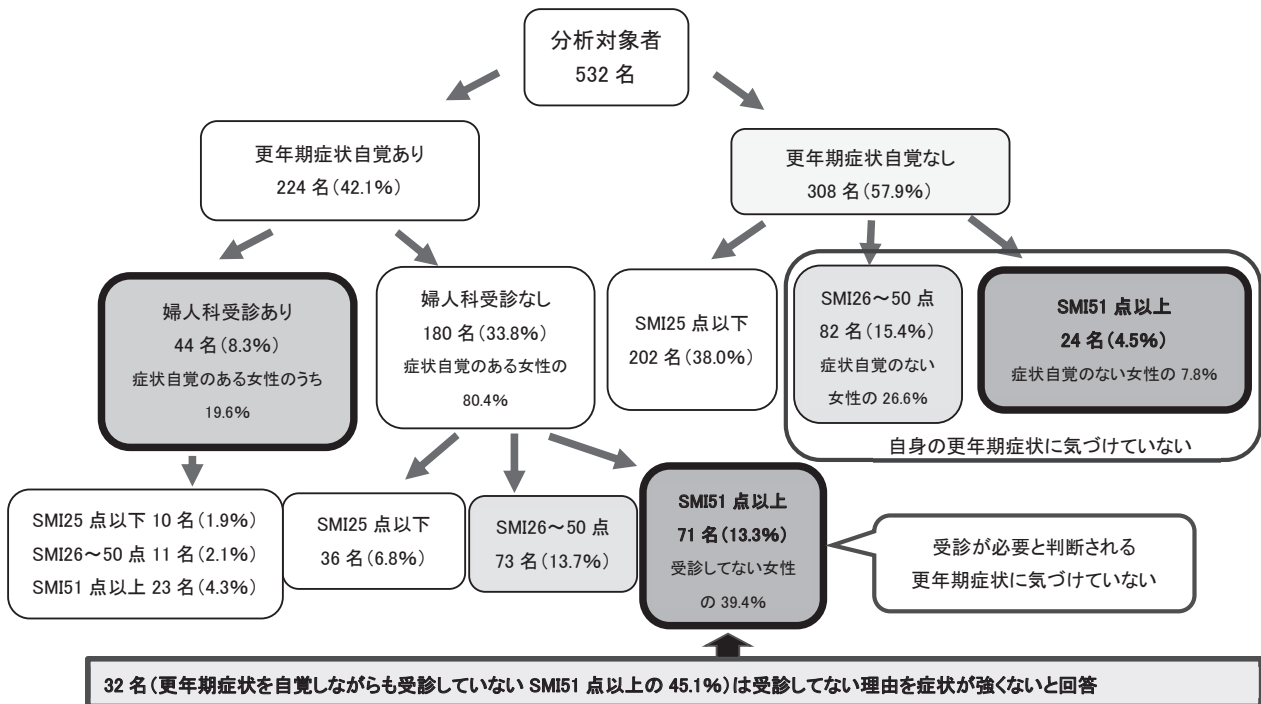 分析対象者
532 名
更年期症状自覚あり
224 名(42.1%)
更年期症状自覚なし
308 名(57.9%)
婦人科受診あり
44 名(8.3%)
症状自覚のある女性のうち
19.6%
婦人科受診なし
180 名(33.8%)
症状自覚のある女性の
80.4%
SMI25 点以下
202 名(38.0%)
SMI26～50 点
82 名(15.4%)
症状自覚のない
女性の 26.6%
SMI51 点以上
24 名(4.5%)
症状自覚のない女性の 7.8%
自身の更年期症状に気づけていない
SMI25 点以下 10 名(1.9%)
SMI26～50 点 11 名(2.1%)
SMI51 点以上 23 名(4.3%)
SMI25 点以下
36 名(6.8%)
SMI26～50 点
73 名(13.7%)
SMI51 点以上
71 名(13.3%)
受診してない女性
の 39.4%
受診が必要と判断される
更年期症状に気づけていない
32 名(更年期症状を自覚しながらも受診していない SMI51 点以上の 45.1%)は受診してない理由を症状が強くないと回答